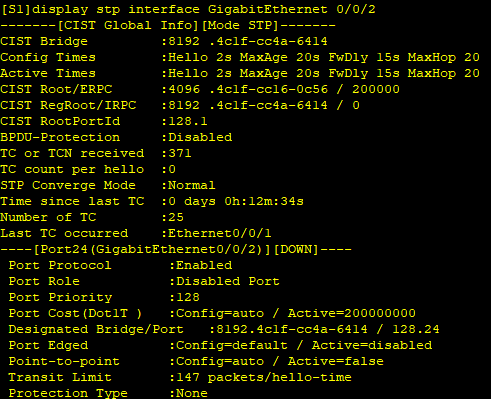 [S1]display stp interface GigabitEthernet 0/0/2
-------[CIST Global Info][Mode STP]-------
CIST Bridge         :8192 .4c1f-cc4a-6414
Config Times        :Hello 2s MaxAge 20s FwDly 15s MaxHop 20
Active Times        :Hello 2s MaxAge 20s FwDly 15s MaxHop 20
CIST Root/ERPC      :4096 .4c1f-cc16-0c56 / 200000
CIST RegRoot/IRPC   :8192 .4c1f-cc4a-6414 / 0
CIST RootPortId     :128.1
BPDU-Protection     :Disabled
TC or TCN received  :371
TC count per hello  :0
STP Converge Mode   :Normal
Time since last TC  :0 days 0h:12m:34s
Number of TC        :25
Last TC occurred    :Ethernet0/0/1
----[Port24(GigabitEthernet0/0/2)][DOWN]----
 Port Protocol       :Enabled
 Port Role           :Disabled Port
 Port Priority       :128
 Port Cost(Dot1T )   :Config=auto / Active=200000000
 Designated Bridge/Port   :8192.4c1f-cc4a-6414 / 128.24
 Port Edged          :Config=default / Active=disabled
 Point-to-point      :Config=auto / Active=false
 Transit Limit       :147 packets/hello-time
 Protection Type     :None